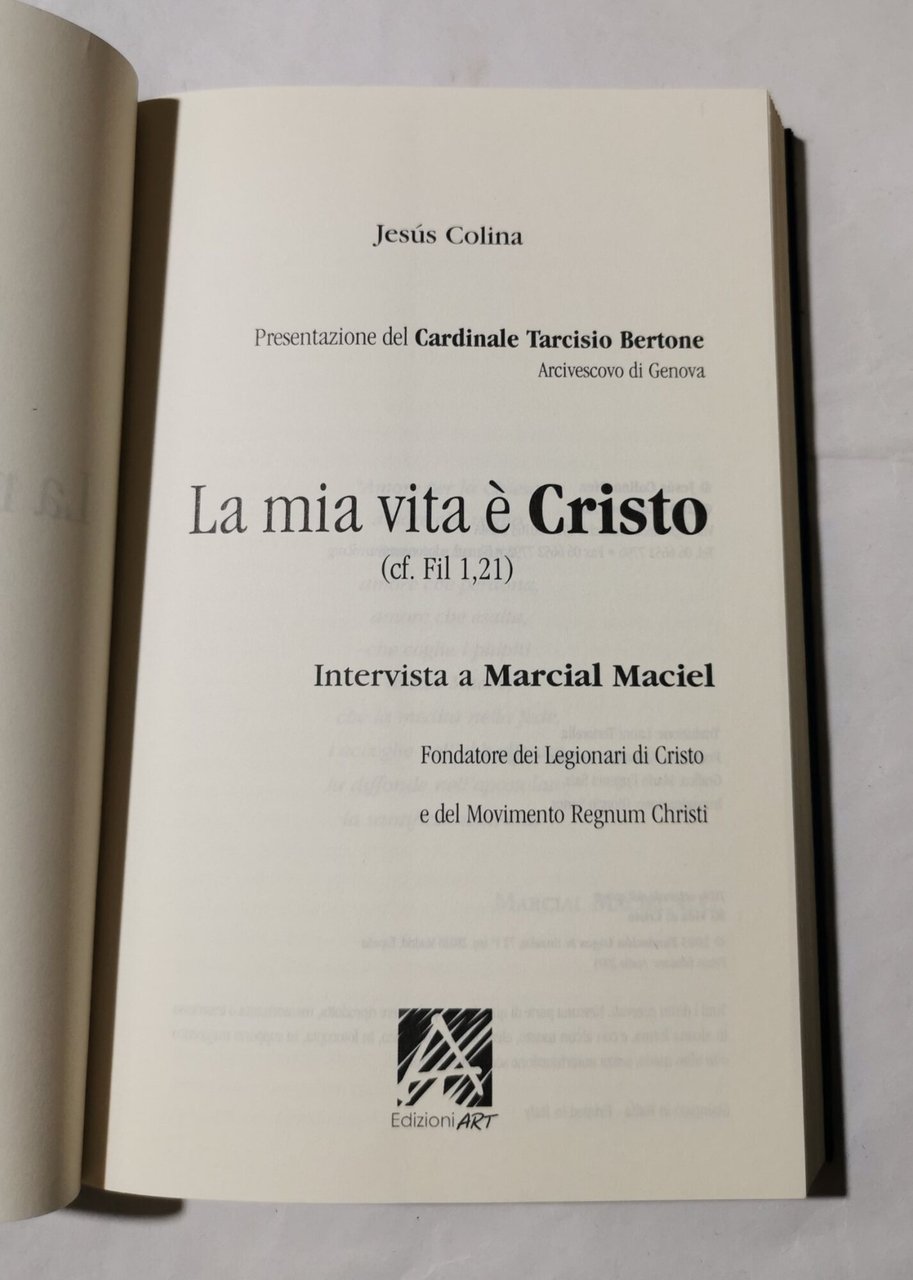 Jesús Colina
Presentazione del Cardinale Tarcisio Bertone
Arcivescovo di Genova
La mia vita è Cristo
(cf. Fil 1,21)
Intervista a Marcial Maciel
Fondatore dei Legionari di Cristo
e del Movimento Regnum Christi
A
Edizioni ART